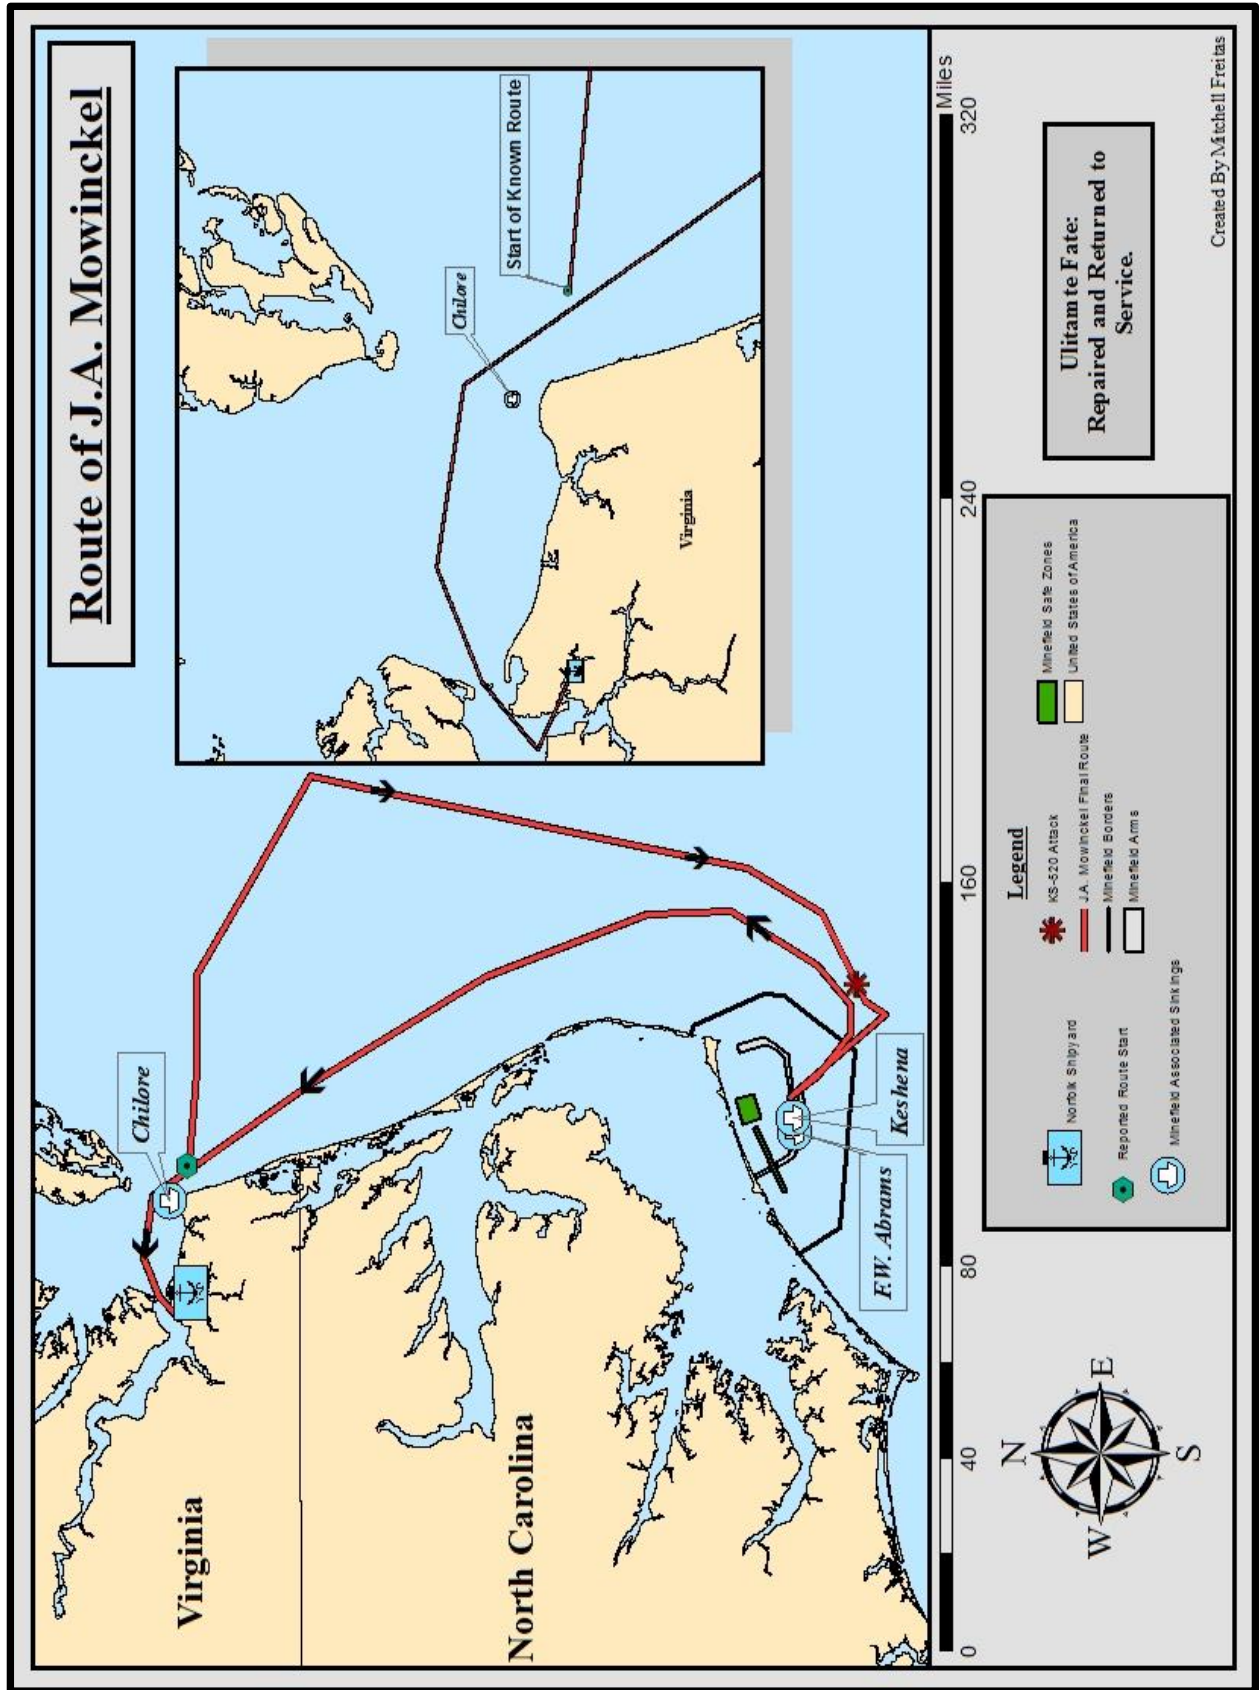 Route of J.A. Mowinckel
Chilore
Start of Known Route
Chilore
Virginia
Virginia
North Carolina
F.W. Abrams
Keshena
0
40
80
160
240
320
Miles
N
W
E
S
Legend
Norfolk Shipyard
Reported Route Start
Minefield Associated Sinkings
KS-520 Attack
J.A. Mowinckel Final Route
Minefield Borders
Minefield Arms
Minefield Safe Zones
United States of America
Ulitamte Fate:
Repaired and Returned to
Service.
Created By Mitchell Freitas